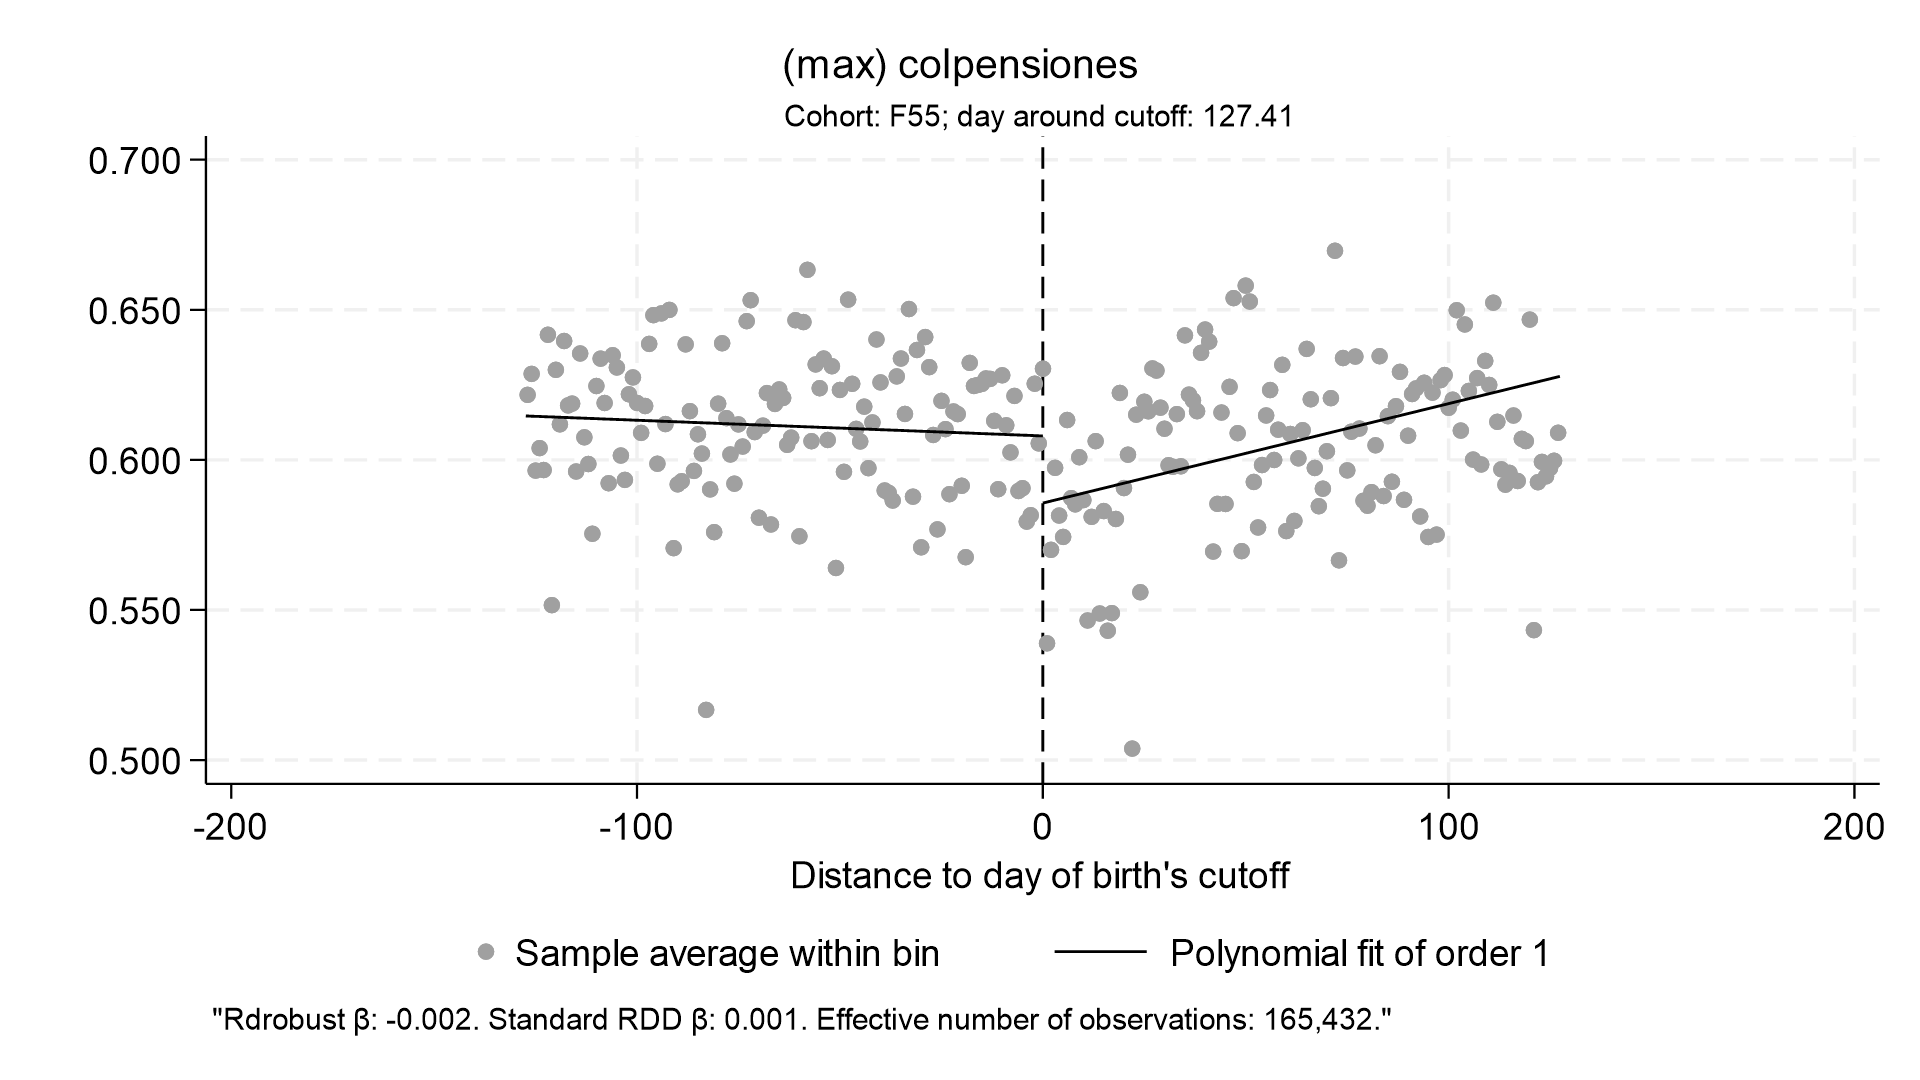 (max) colpensiones
Cohort: F55; day around cutoff: 127.41
0.700
0.650
0.600
0.550
0.500
-200
-100
0
100
200
Distance to day of birth's cutoff
Sample average within bin
Polynomial fit of order 1
"Rdrobust β: -0.002. Standard RDD β: 0.001. Effective number of observations: 165,432."